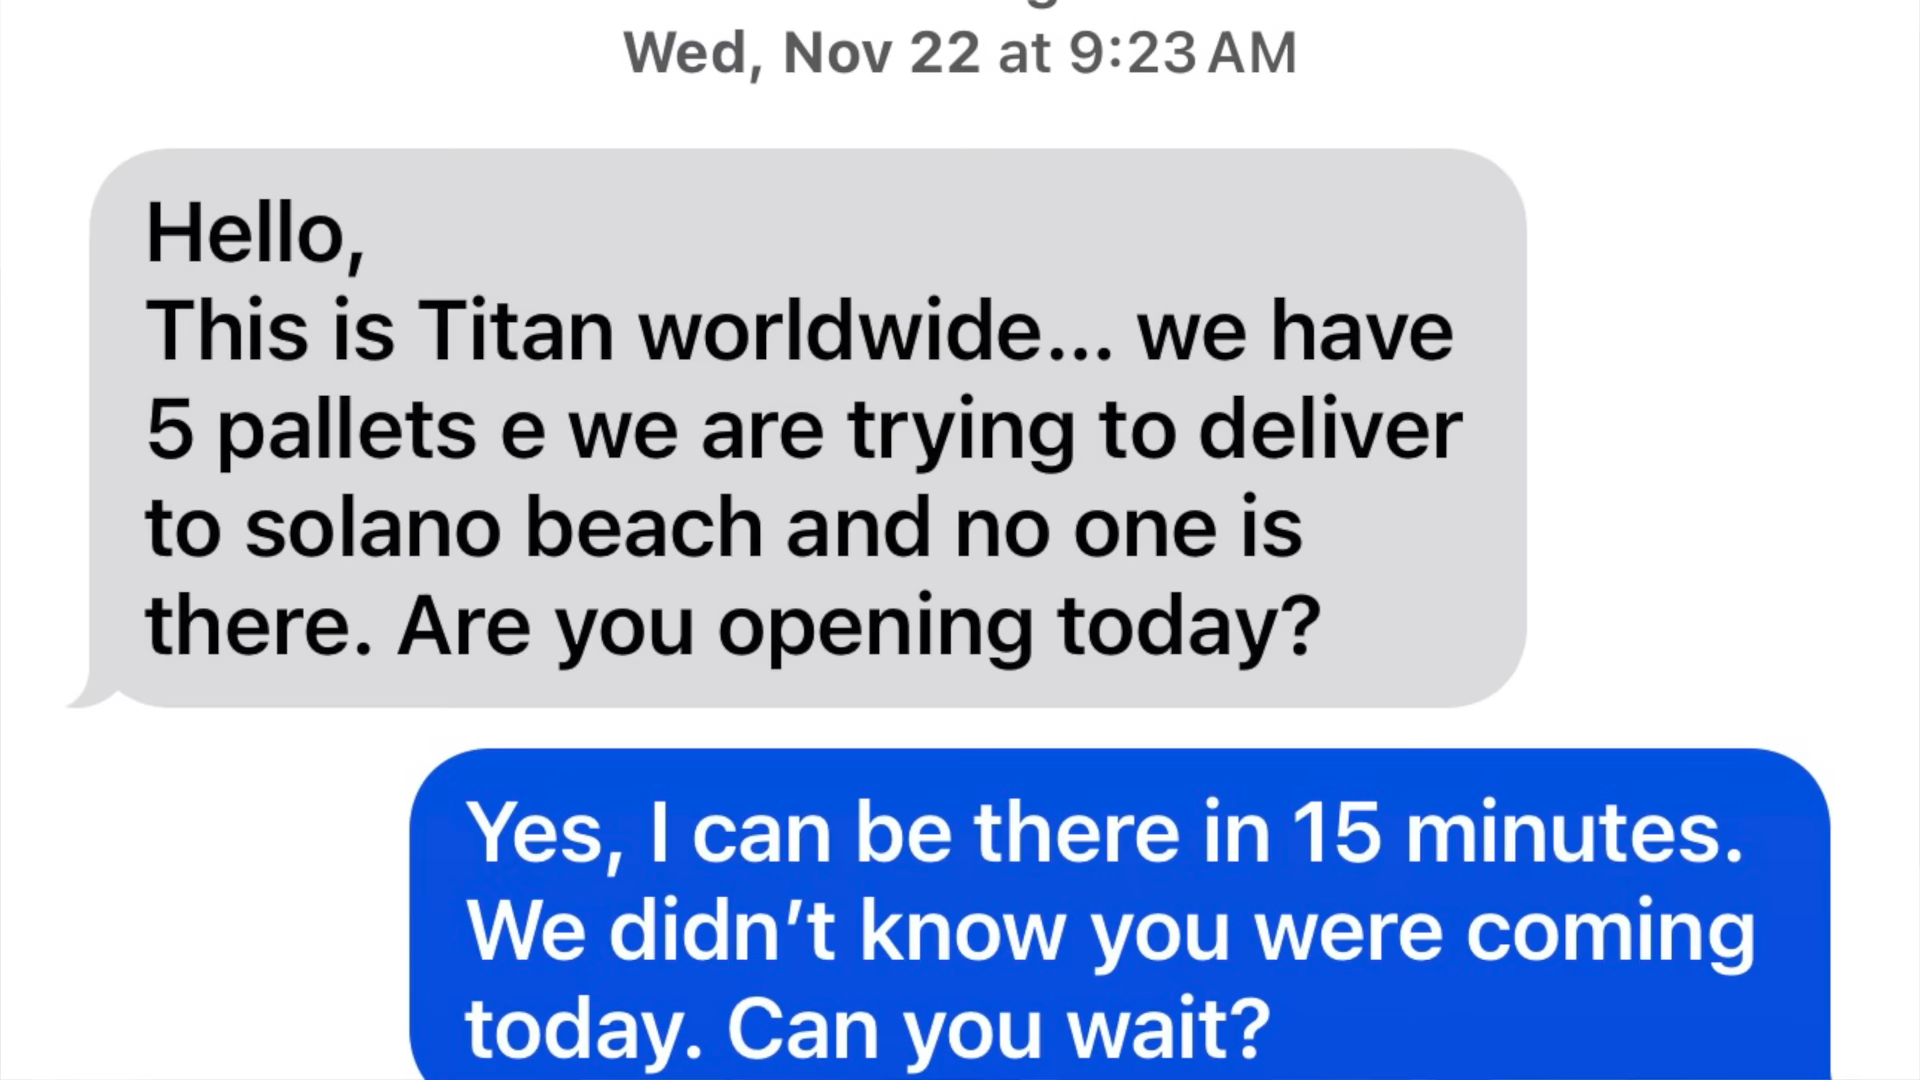 Wed, Nov 22 at 9:23 AM
Hello,
This is Titan worldwide... we have
5 pallets e we are trying to deliver
to solano beach and no one is
there. Are you opening today?
Yes, I can be there in 15 minutes.
We didn't know you were coming
today. Can you wait?